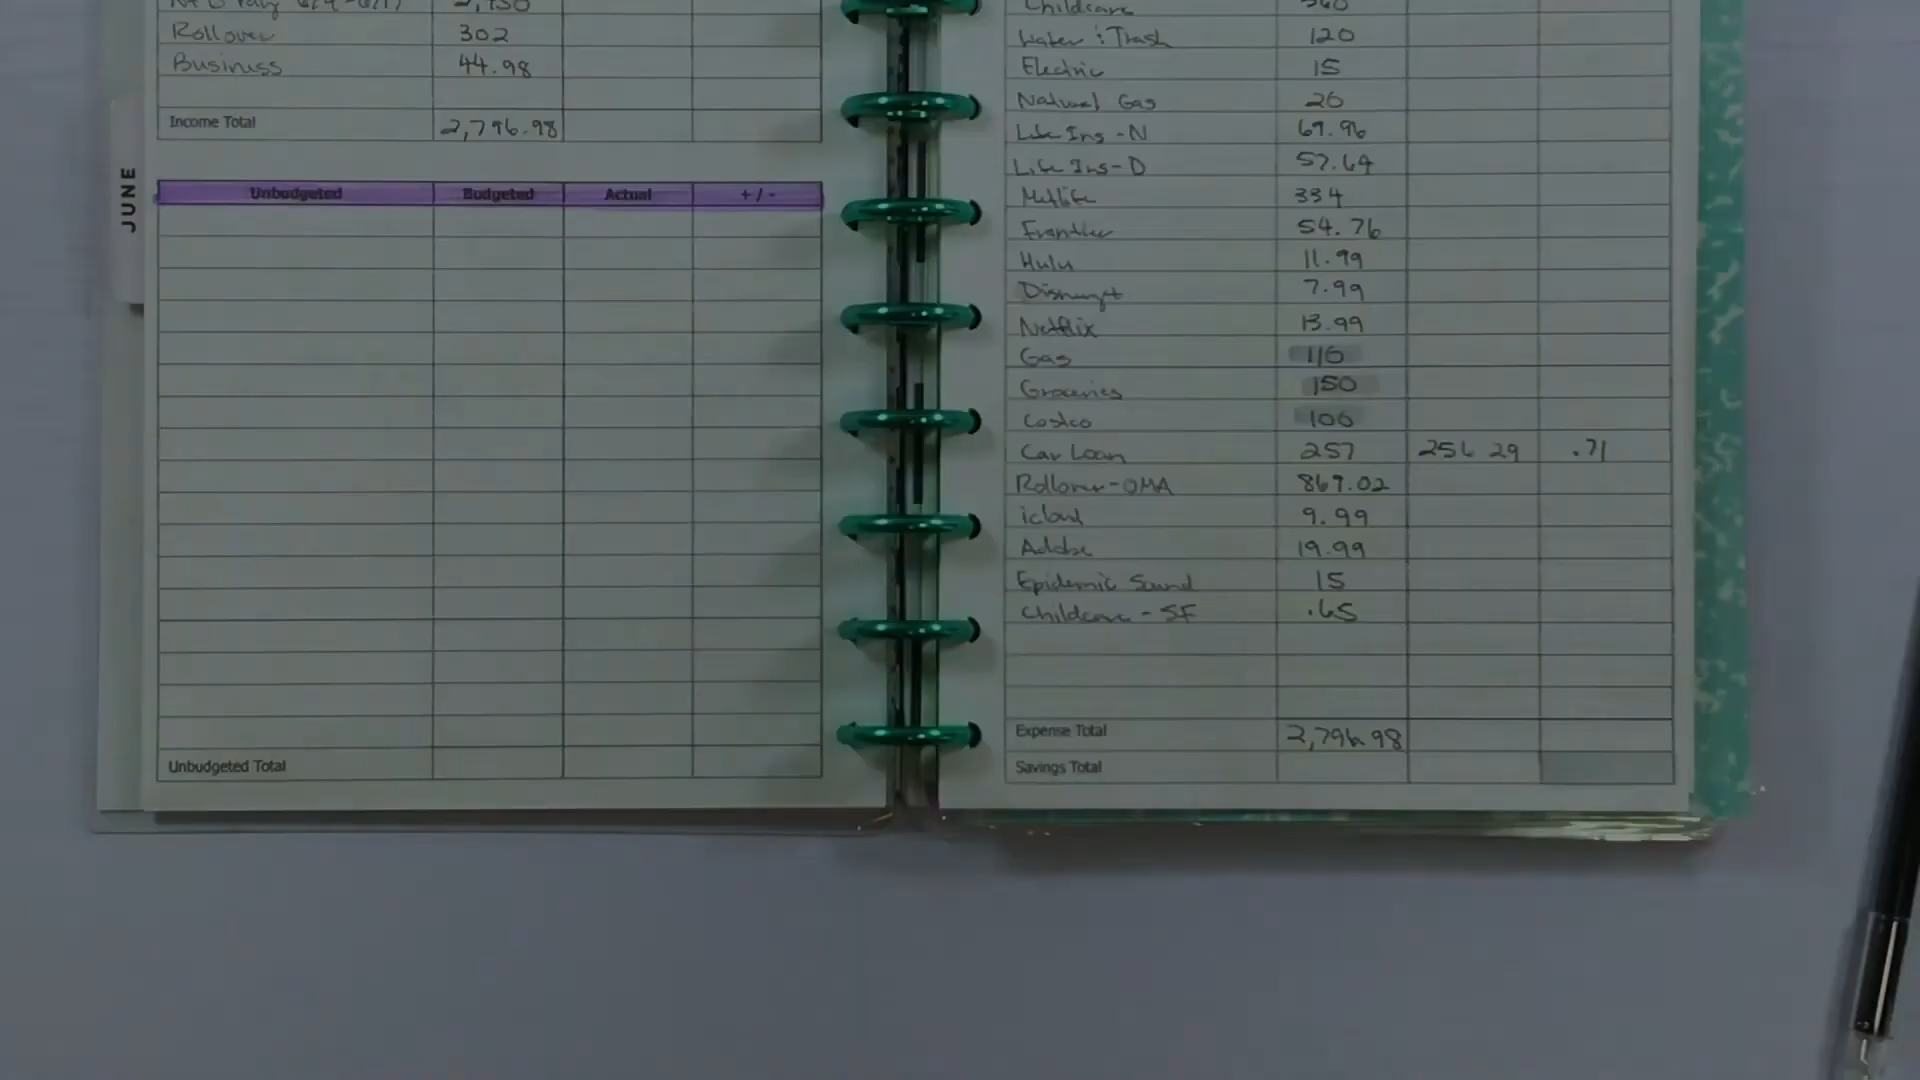 Rollover 302
Business 44.98
Income Total 2,796.98
JUNE
Unbudgeted Budgeted Actual +/-
Unbudgeted Total
Childcare
Water & Trash 120
Electric 15
Natural Gas 20
Life Ins - N 69.96
Life Ins - D 57.64
Metlife 334
Frontier 54.76
Hulu 11.99
Disney+ 7.99
Netflix 13.99
Gas 110
Groceries 150
Costco 100
Car Loan 257 256 29 .71
Rollover - OMA 869.02
icloud 9.99
Adobe 19.99
Epidemic Sound 15
Childcare - SF .65
Expense Total 2,796.98
Savings Total